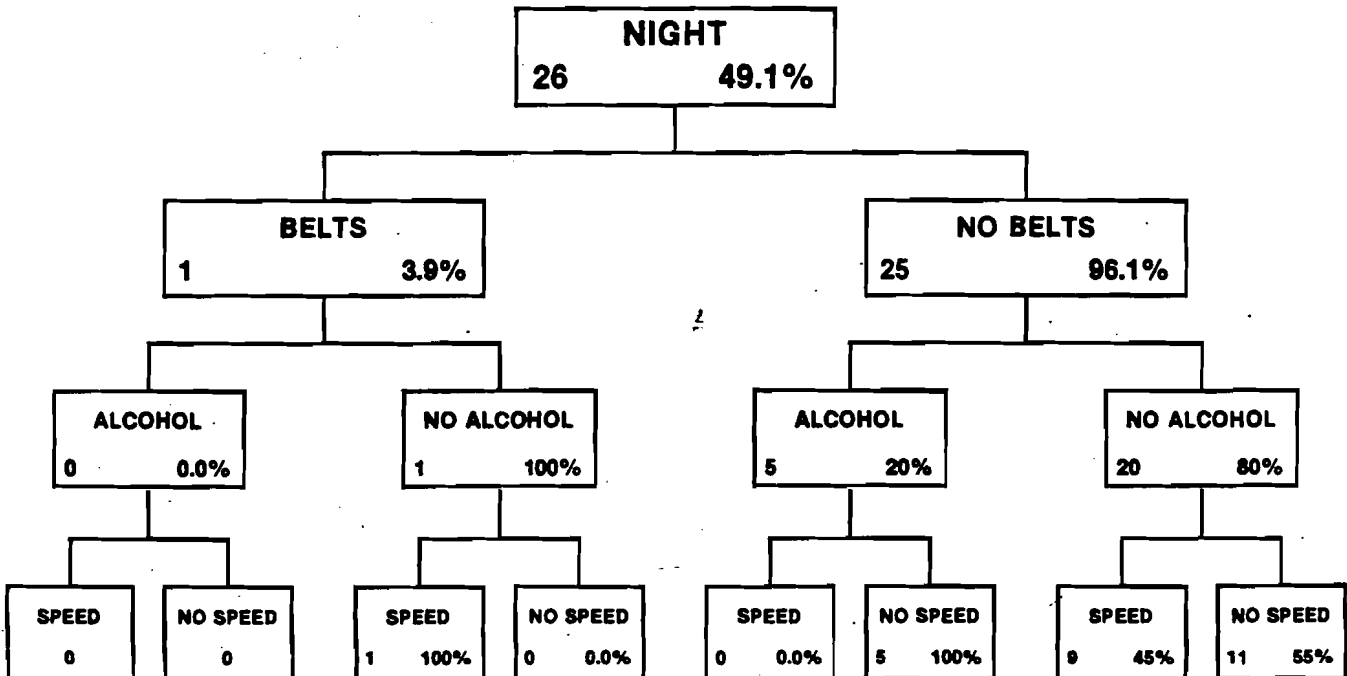 NIGHT
26 49.1%
BELTS
1 3.9%
NO BELTS
25 96.1%
ALCOHOL
0 0.0%
NO ALCOHOL
1 100%
ALCOHOL
5 20%
NO ALCOHOL
20 80%
SPEED
0
NO SPEED
0
SPEED
1 100%
NO SPEED
0 0.0%
SPEED
0 0.0%
NO SPEED
5 100%
SPEED
9 45%
NO SPEED
11 55%